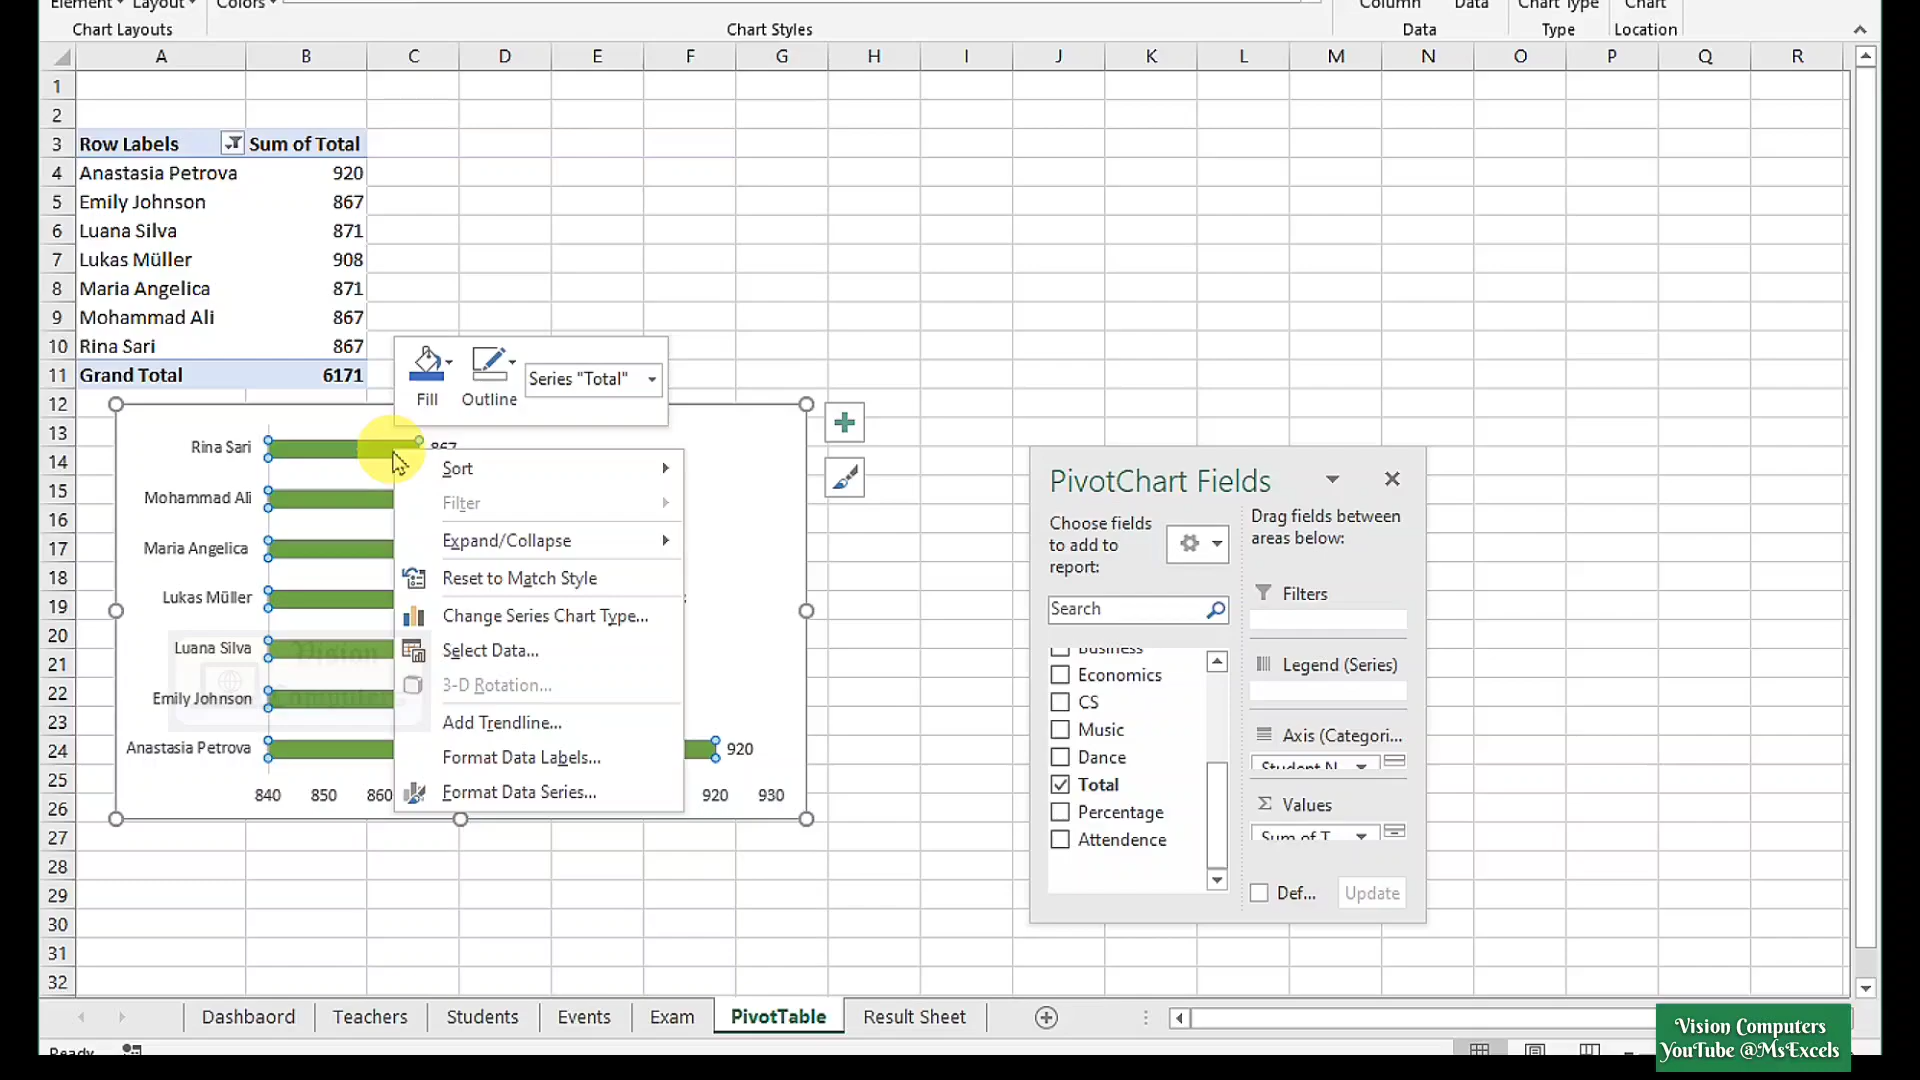 Element Layout Colors Column Data Chart Type Chart
Chart Layouts Chart Styles Data Type Location
A B C D E F G H I J K L M N O P Q R
1
2
3 Row Labels Sum of Total
4 Anastasia Petrova 920
5 Emily Johnson 867
6 Luana Silva 871
7 Lukas Müller 908
8 Maria Angelica 871
9 Mohammad Ali 867
10 Rina Sari 867
11 Grand Total 6171
12
13
14
15
16
17
18
19
20
21
22
23
24
25
26
27
28
29
30
31
32
Series "Total"
Fill Outline
Rina Sari 867
Mohammad Ali
Maria Angelica
Lukas Müller
Luana Silva
Emily Johnson
Anastasia Petrova 920
840 850 860 920 930
Vision
Sort
Filter
Expand/Collapse
Reset to Match Style
Change Series Chart Type...
Select Data...
3-D Rotation...
Add Trendline...
Format Data Labels...
Format Data Series...
PivotChart Fields
Choose fields
to add to
report:
Search
Business
Economics
CS
Music
Dance
Total
Percentage
Attendence
Drag fields between
areas below:
Filters
Legend (Series)
Axis (Categori...
Student N...
Values
Sum of T...
Def... Update
Dashbaord Teachers Students Events Exam PivotTable Result Sheet
Ready
Vision Computers
YouTube @MsExcels